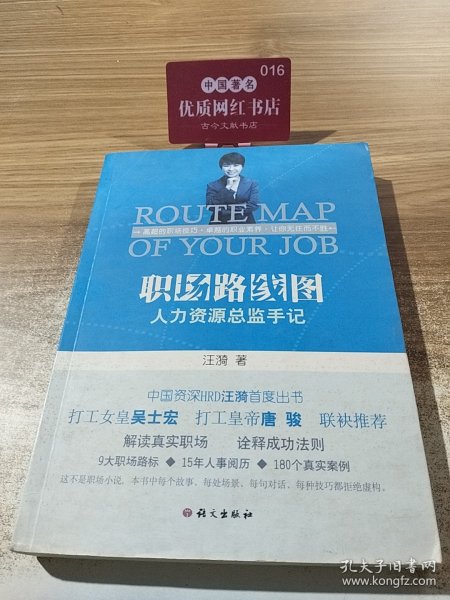 016
中国著名
优质网红书店
古今文献书店
ROUTE MAP
高超的职场技巧·卓越的职业素养·让你无往而不胜
OF YOUR JOB
职场路线图
人力资源总监手记
汪漪 著
中国资深HRD汪漪首度出书
打工女皇吴士宏 打工皇帝唐 骏 联袂推荐
解读真实职场 诠释成功法则
9大职场路标 ◆ 15年人事阅历 ◆ 180个真实案例
这不是职场小说。本书中每个故事、每处场景、每句对话、每种技巧都拒绝虚构。
语文出版社
孔夫子旧书网
www.kongfz.com